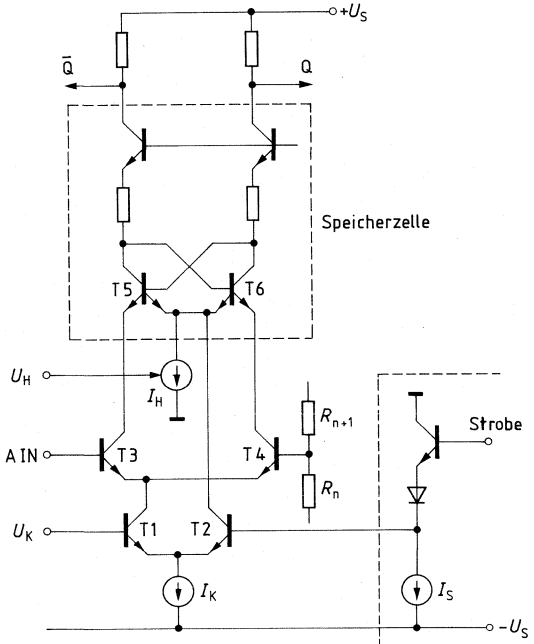 +U_S
Q̄
Q
Speicherzelle
T5
T6
U_H
I_H
R_n+1
Strobe
AIN
T3
T4
R_n
U_K
T1
T2
I_K
I_S
-U_S